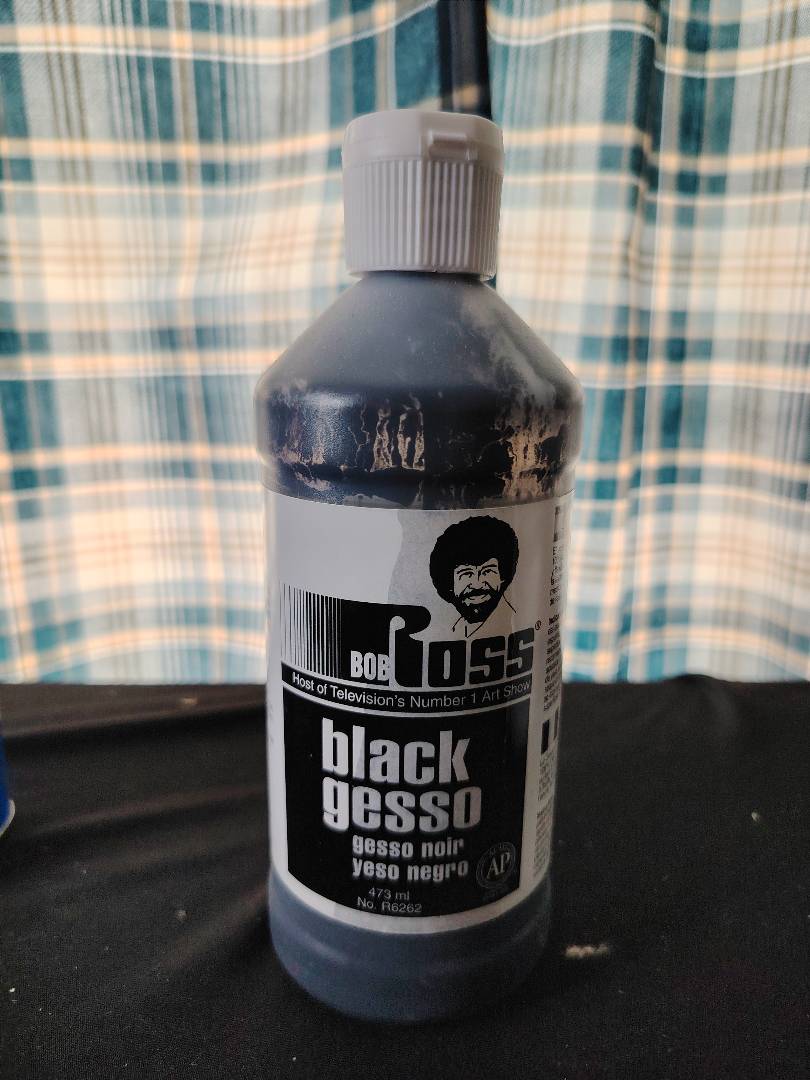 BOB ROSS®
Host of Television's Number 1 Art Show
black
gesso
gesso noir
yeso negro
AP
473 ml
No. R6262